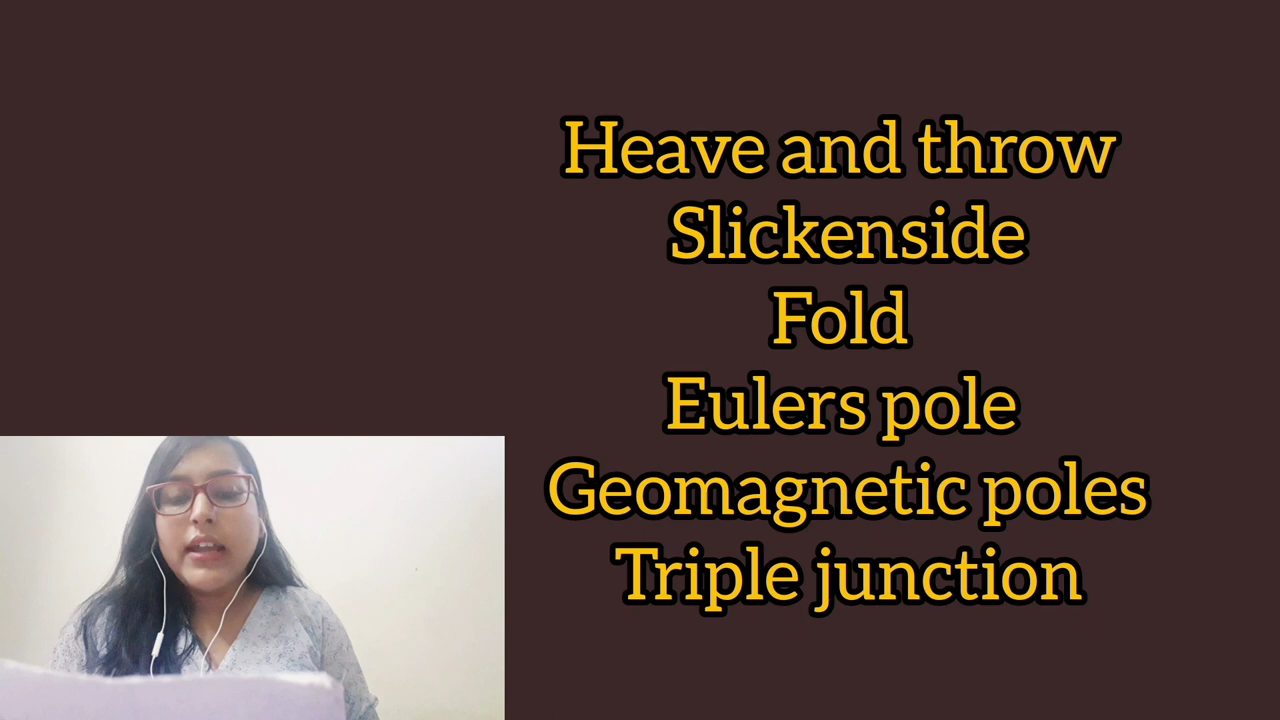 Heave and throw
Slickenside
Fold
Eulers pole
Geomagnetic poles
Triple junction